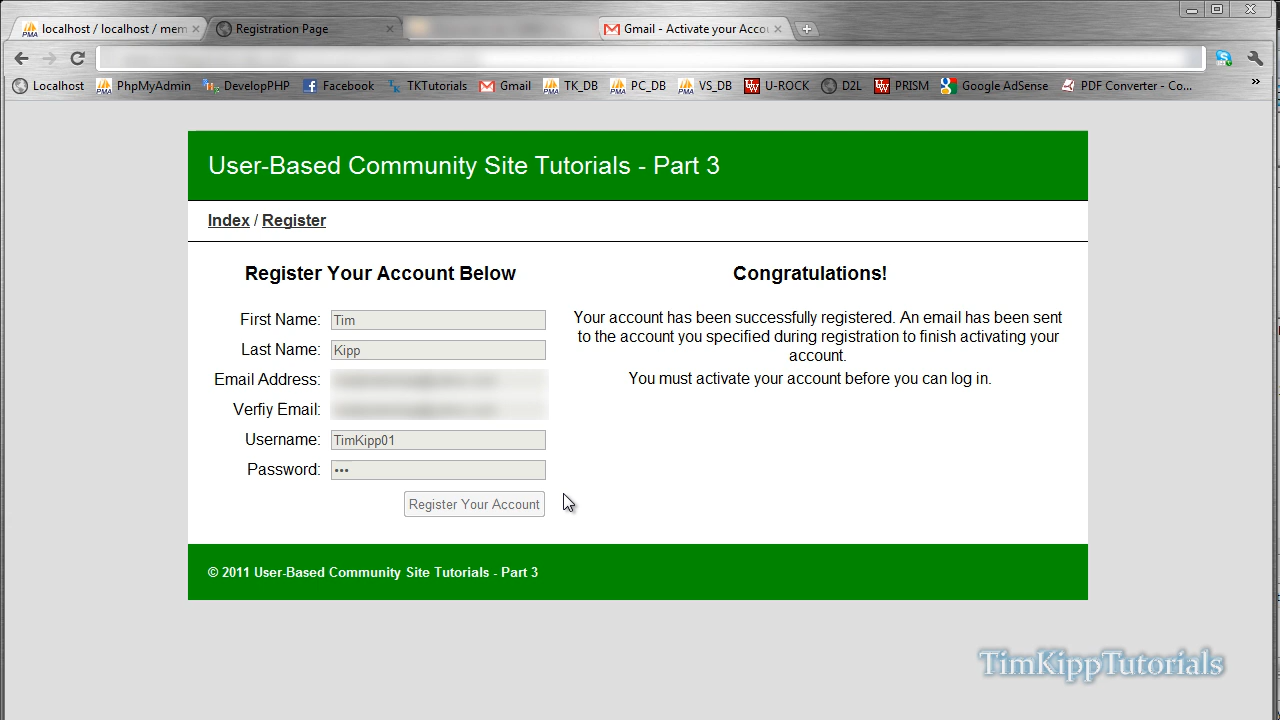 localhost / localhost / mem
Registration Page
Gmail - Activate your Accou
Localhost PhpMyAdmin DevelopPHP Facebook TKTutorials Gmail TK_DB PC_DB VS_DB U-ROCK D2L PRISM Google AdSense PDF Converter - Co... »
User-Based Community Site Tutorials - Part 3
Index / Register
Register Your Account Below
First Name: Tim
Last Name: Kipp
Email Address:
Verfiy Email:
Username: TimKipp01
Password: •••
Register Your Account
Congratulations!
Your account has been successfully registered. An email has been sent
to the account you specified during registration to finish activating your
account.
You must activate your account before you can log in.
© 2011 User-Based Community Site Tutorials - Part 3
TimKippTutorials